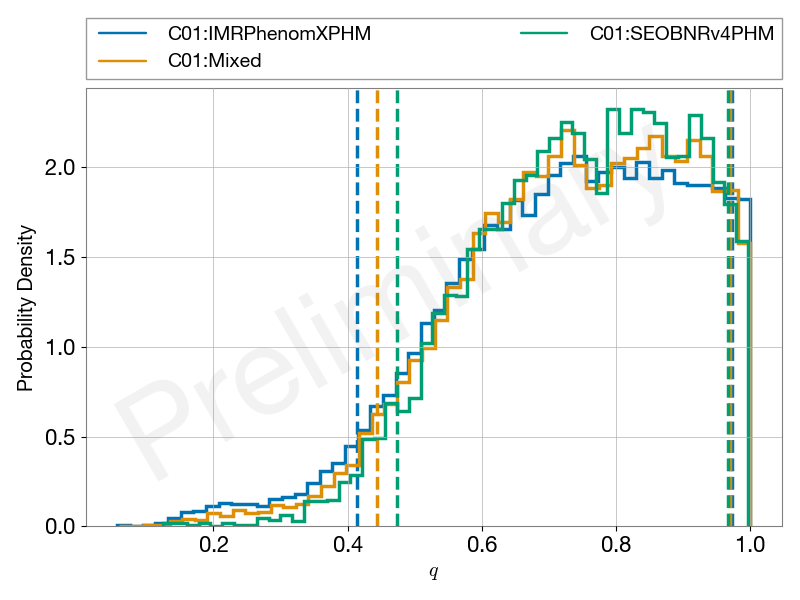 C01:IMRPhenomXPHM
C01:Mixed
C01:SEOBNRv4PHM
Preliminary
Probability Density
2.0
1.5
1.0
0.5
0.0
0.2 0.4 0.6 0.8 1.0
q